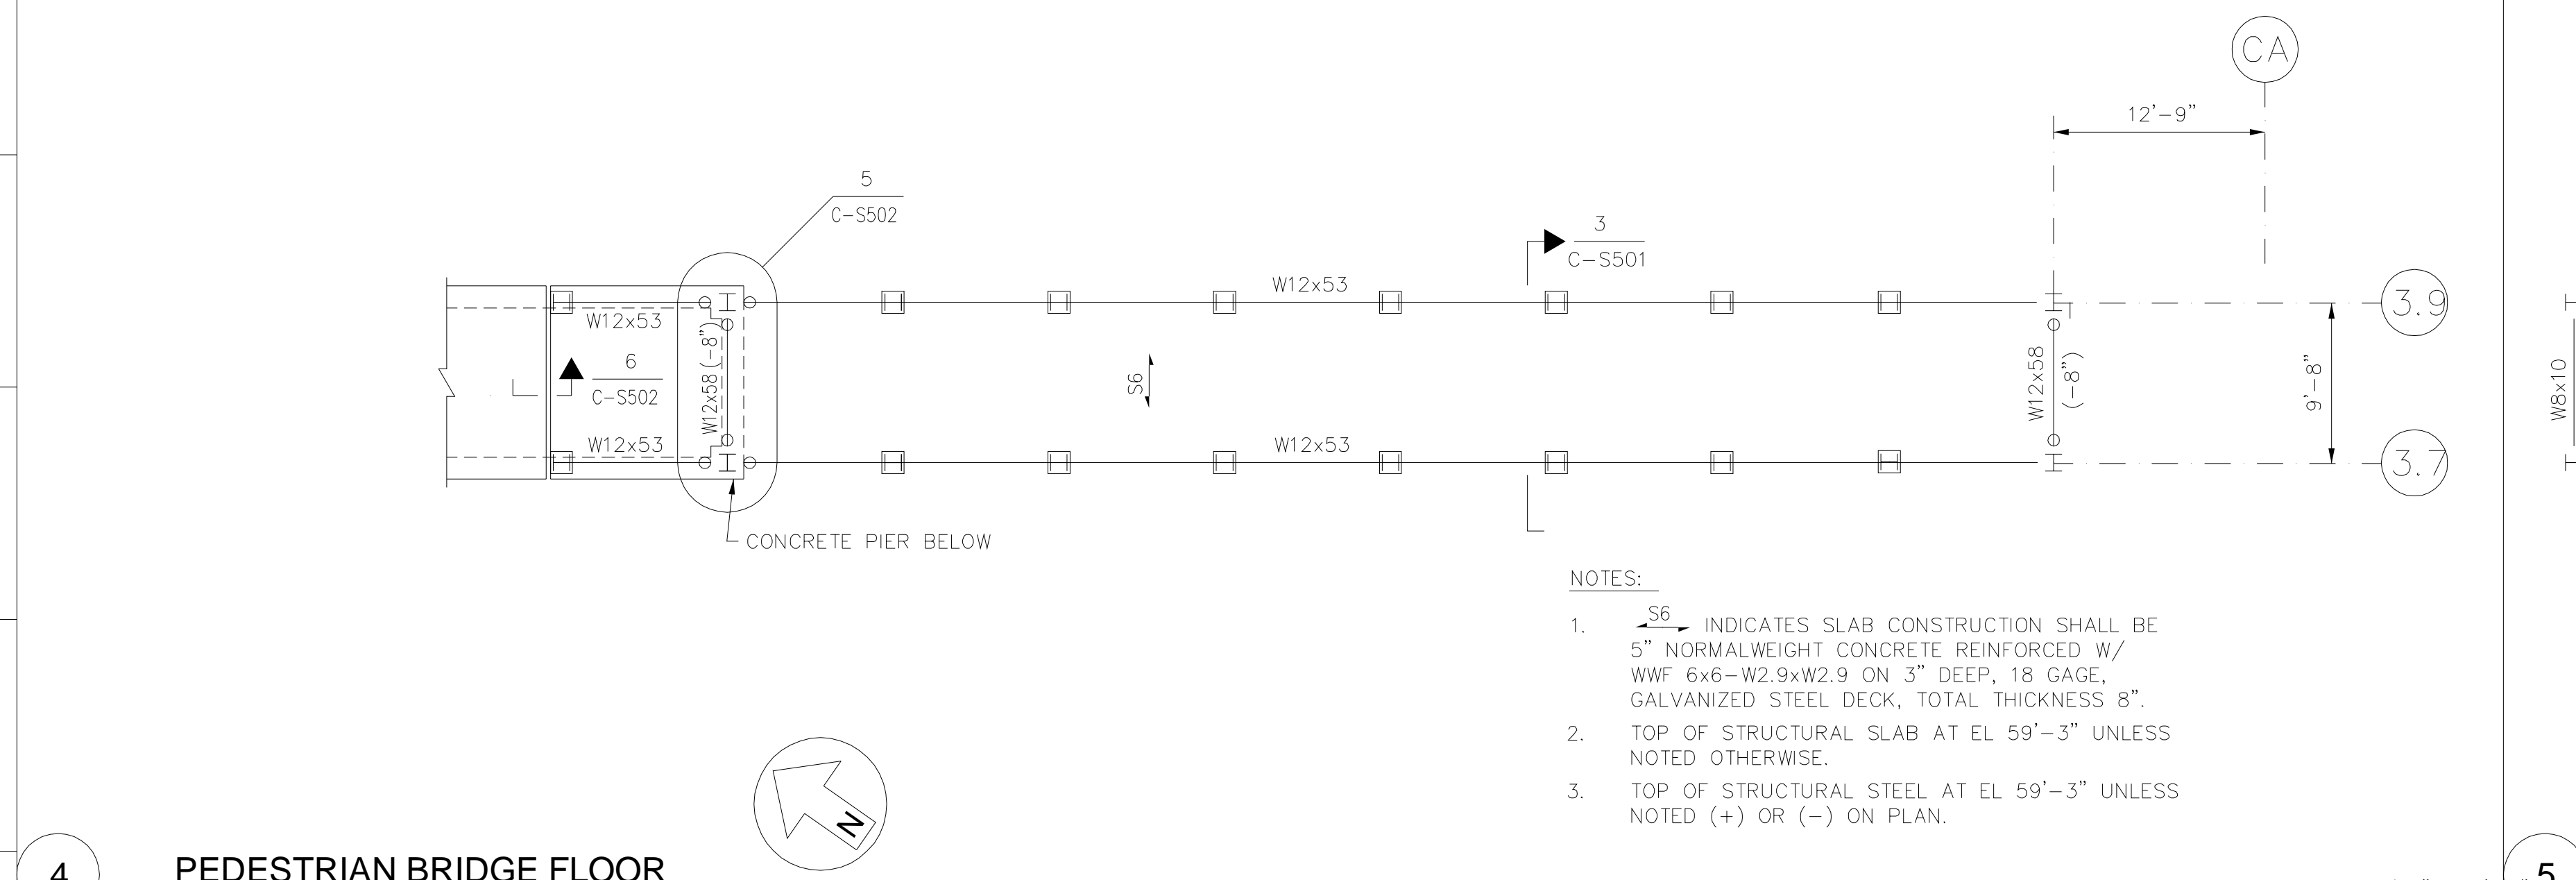 CA
12'-9"
5
C-S502
3
C-S501
W12x53
3.9
W12x53
W12x58 (-8")
6
C-S502
S6
W12x58
(-8")
9'-8"
W8x10
W12x53
W12x53
3.7
CONCRETE PIER BELOW
NOTES:
1. S6 INDICATES SLAB CONSTRUCTION SHALL BE
5" NORMALWEIGHT CONCRETE REINFORCED W/
WWF 6x6-W2.9xW2.9 ON 3" DEEP, 18 GAGE,
GALVANIZED STEEL DECK, TOTAL THICKNESS 8".
2. TOP OF STRUCTURAL SLAB AT EL 59'-3" UNLESS
NOTED OTHERWISE.
3. TOP OF STRUCTURAL STEEL AT EL 59'-3" UNLESS
NOTED (+) OR (-) ON PLAN.
N
4 PEDESTRIAN BRIDGE FLOOR
5